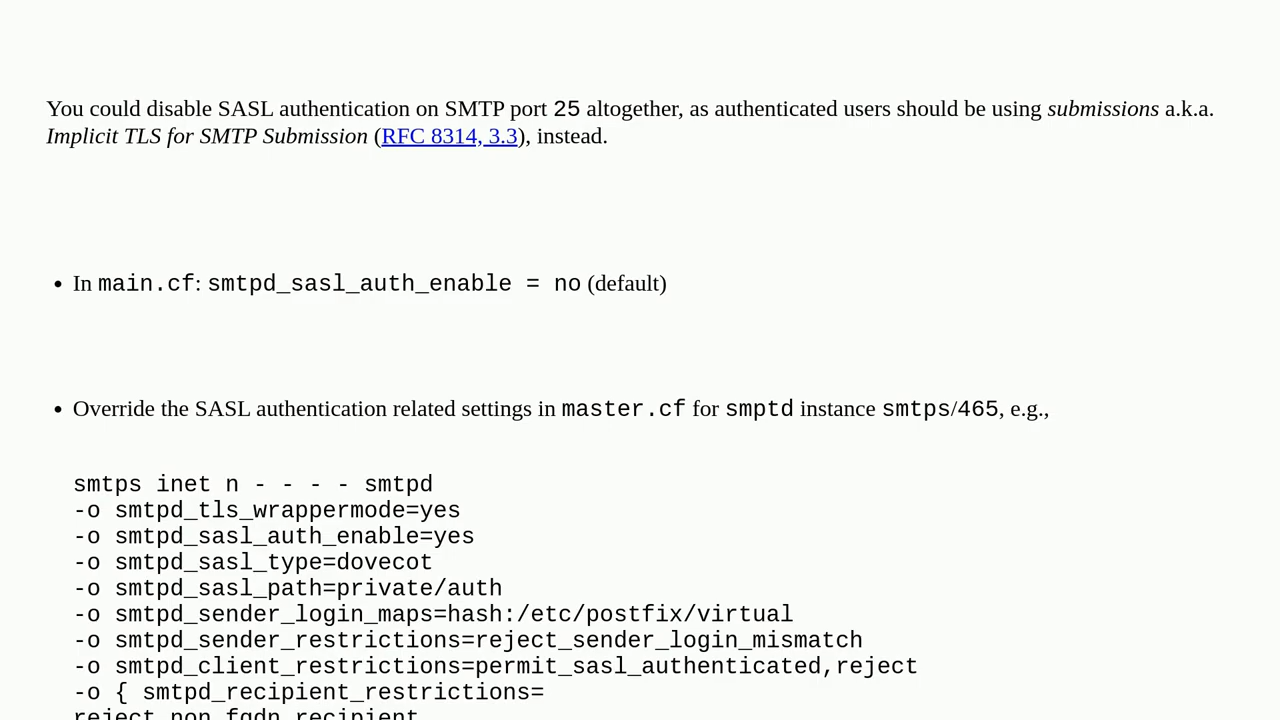 You could disable SASL authentication on SMTP port 25 altogether, as authenticated users should be using submissions a.k.a.
Implicit TLS for SMTP Submission (RFC 8314, 3.3), instead.
• In main.cf: smtpd_sasl_auth_enable = no (default)
• Override the SASL authentication related settings in master.cf for smptd instance smtps/465, e.g.,
smtps inet n - - - - smtpd
-o smtpd_tls_wrappermode=yes
-o smtpd_sasl_auth_enable=yes
-o smtpd_sasl_type=dovecot
-o smtpd_sasl_path=private/auth
-o smtpd_sender_login_maps=hash:/etc/postfix/virtual
-o smtpd_sender_restrictions=reject_sender_login_mismatch
-o smtpd_client_restrictions=permit_sasl_authenticated,reject
-o { smtpd_recipient_restrictions=
reject_non_fqdn_recipient